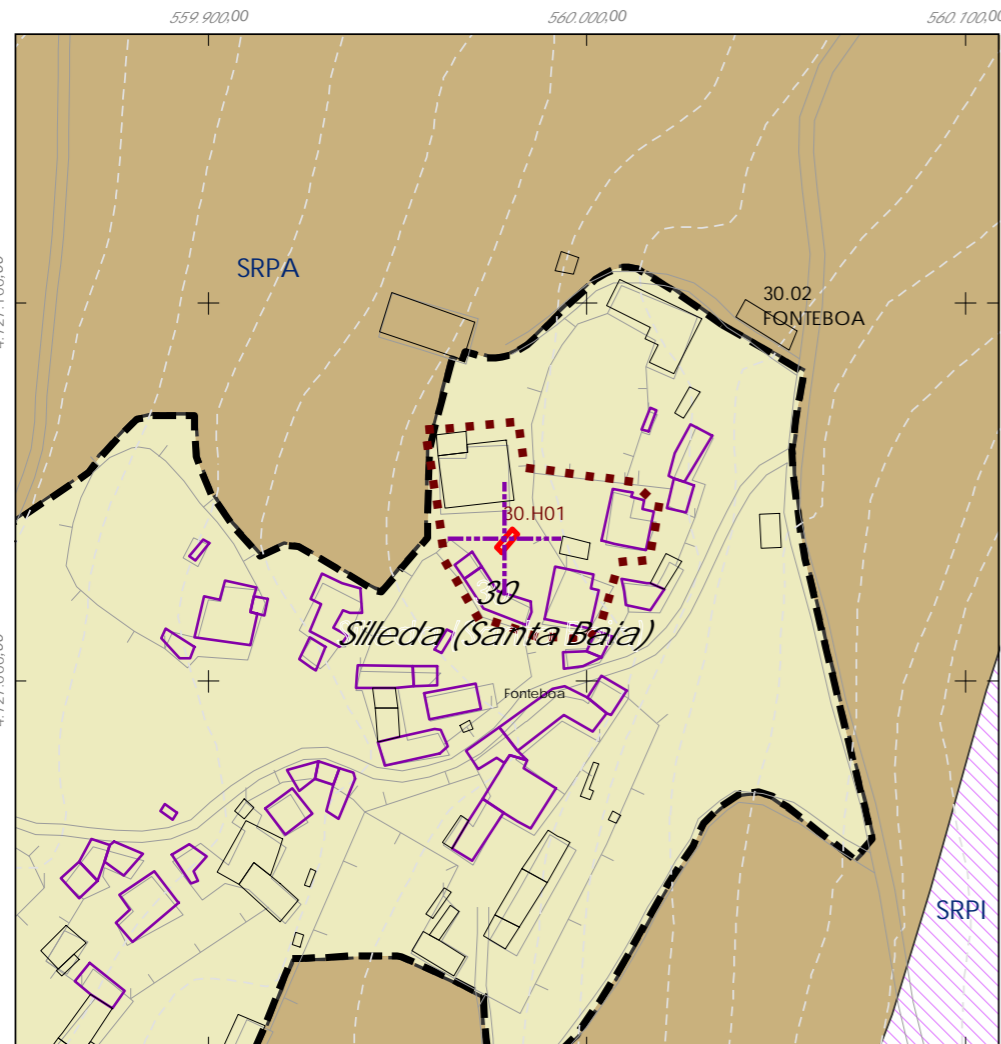 559.900,00
560.000,00
560.100,00
SRPA
30.02
FONTEBOA
30.H01
30
Silleda (Santa Baia)
Fonteboa
SRPI